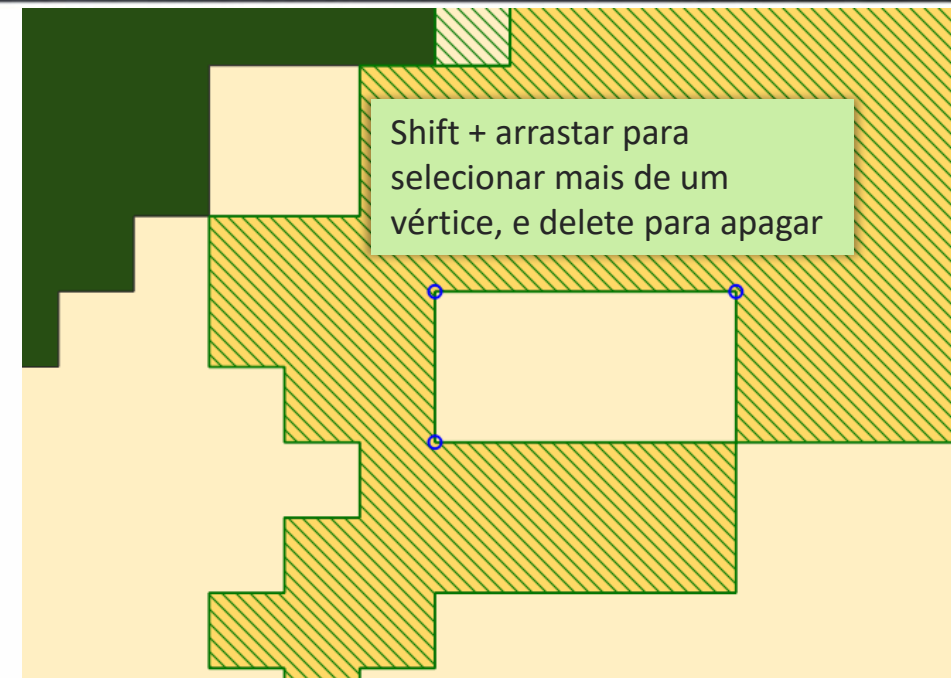 Shift + arrastar para
selecionar mais de um
vértice, e delete para apagar